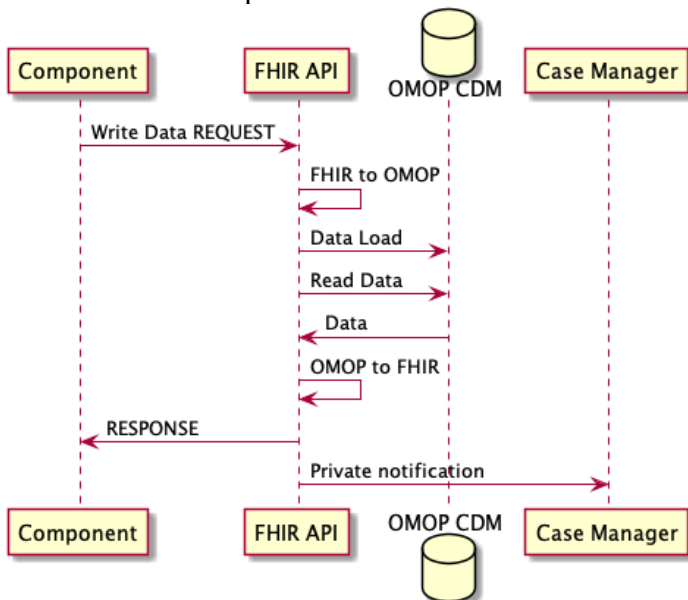 Component
FHIR API
OMOP CDM
Case Manager
Write Data REQUEST
FHIR to OMOP
Data Load
Read Data
Data
OMOP to FHIR
RESPONSE
Private notification
Component
FHIR API
OMOP CDM
Case Manager